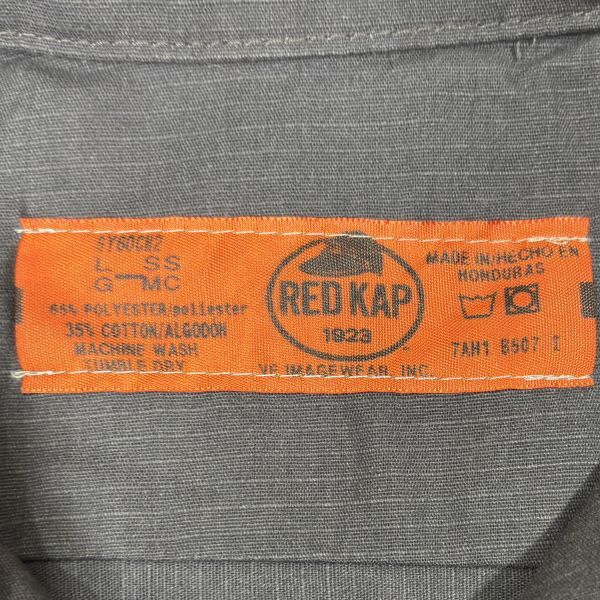 SY60CH2
L — SS
G — MC
65% POLYESTER/poliester
35% COTTON/ALGODON
MACHINE WASH
TUMBLE DRY
RED KAP
1923
VF IMAGEWEAR, INC.
MADE IN/HECHO EN
HONDURAS
7AH1 B507 I